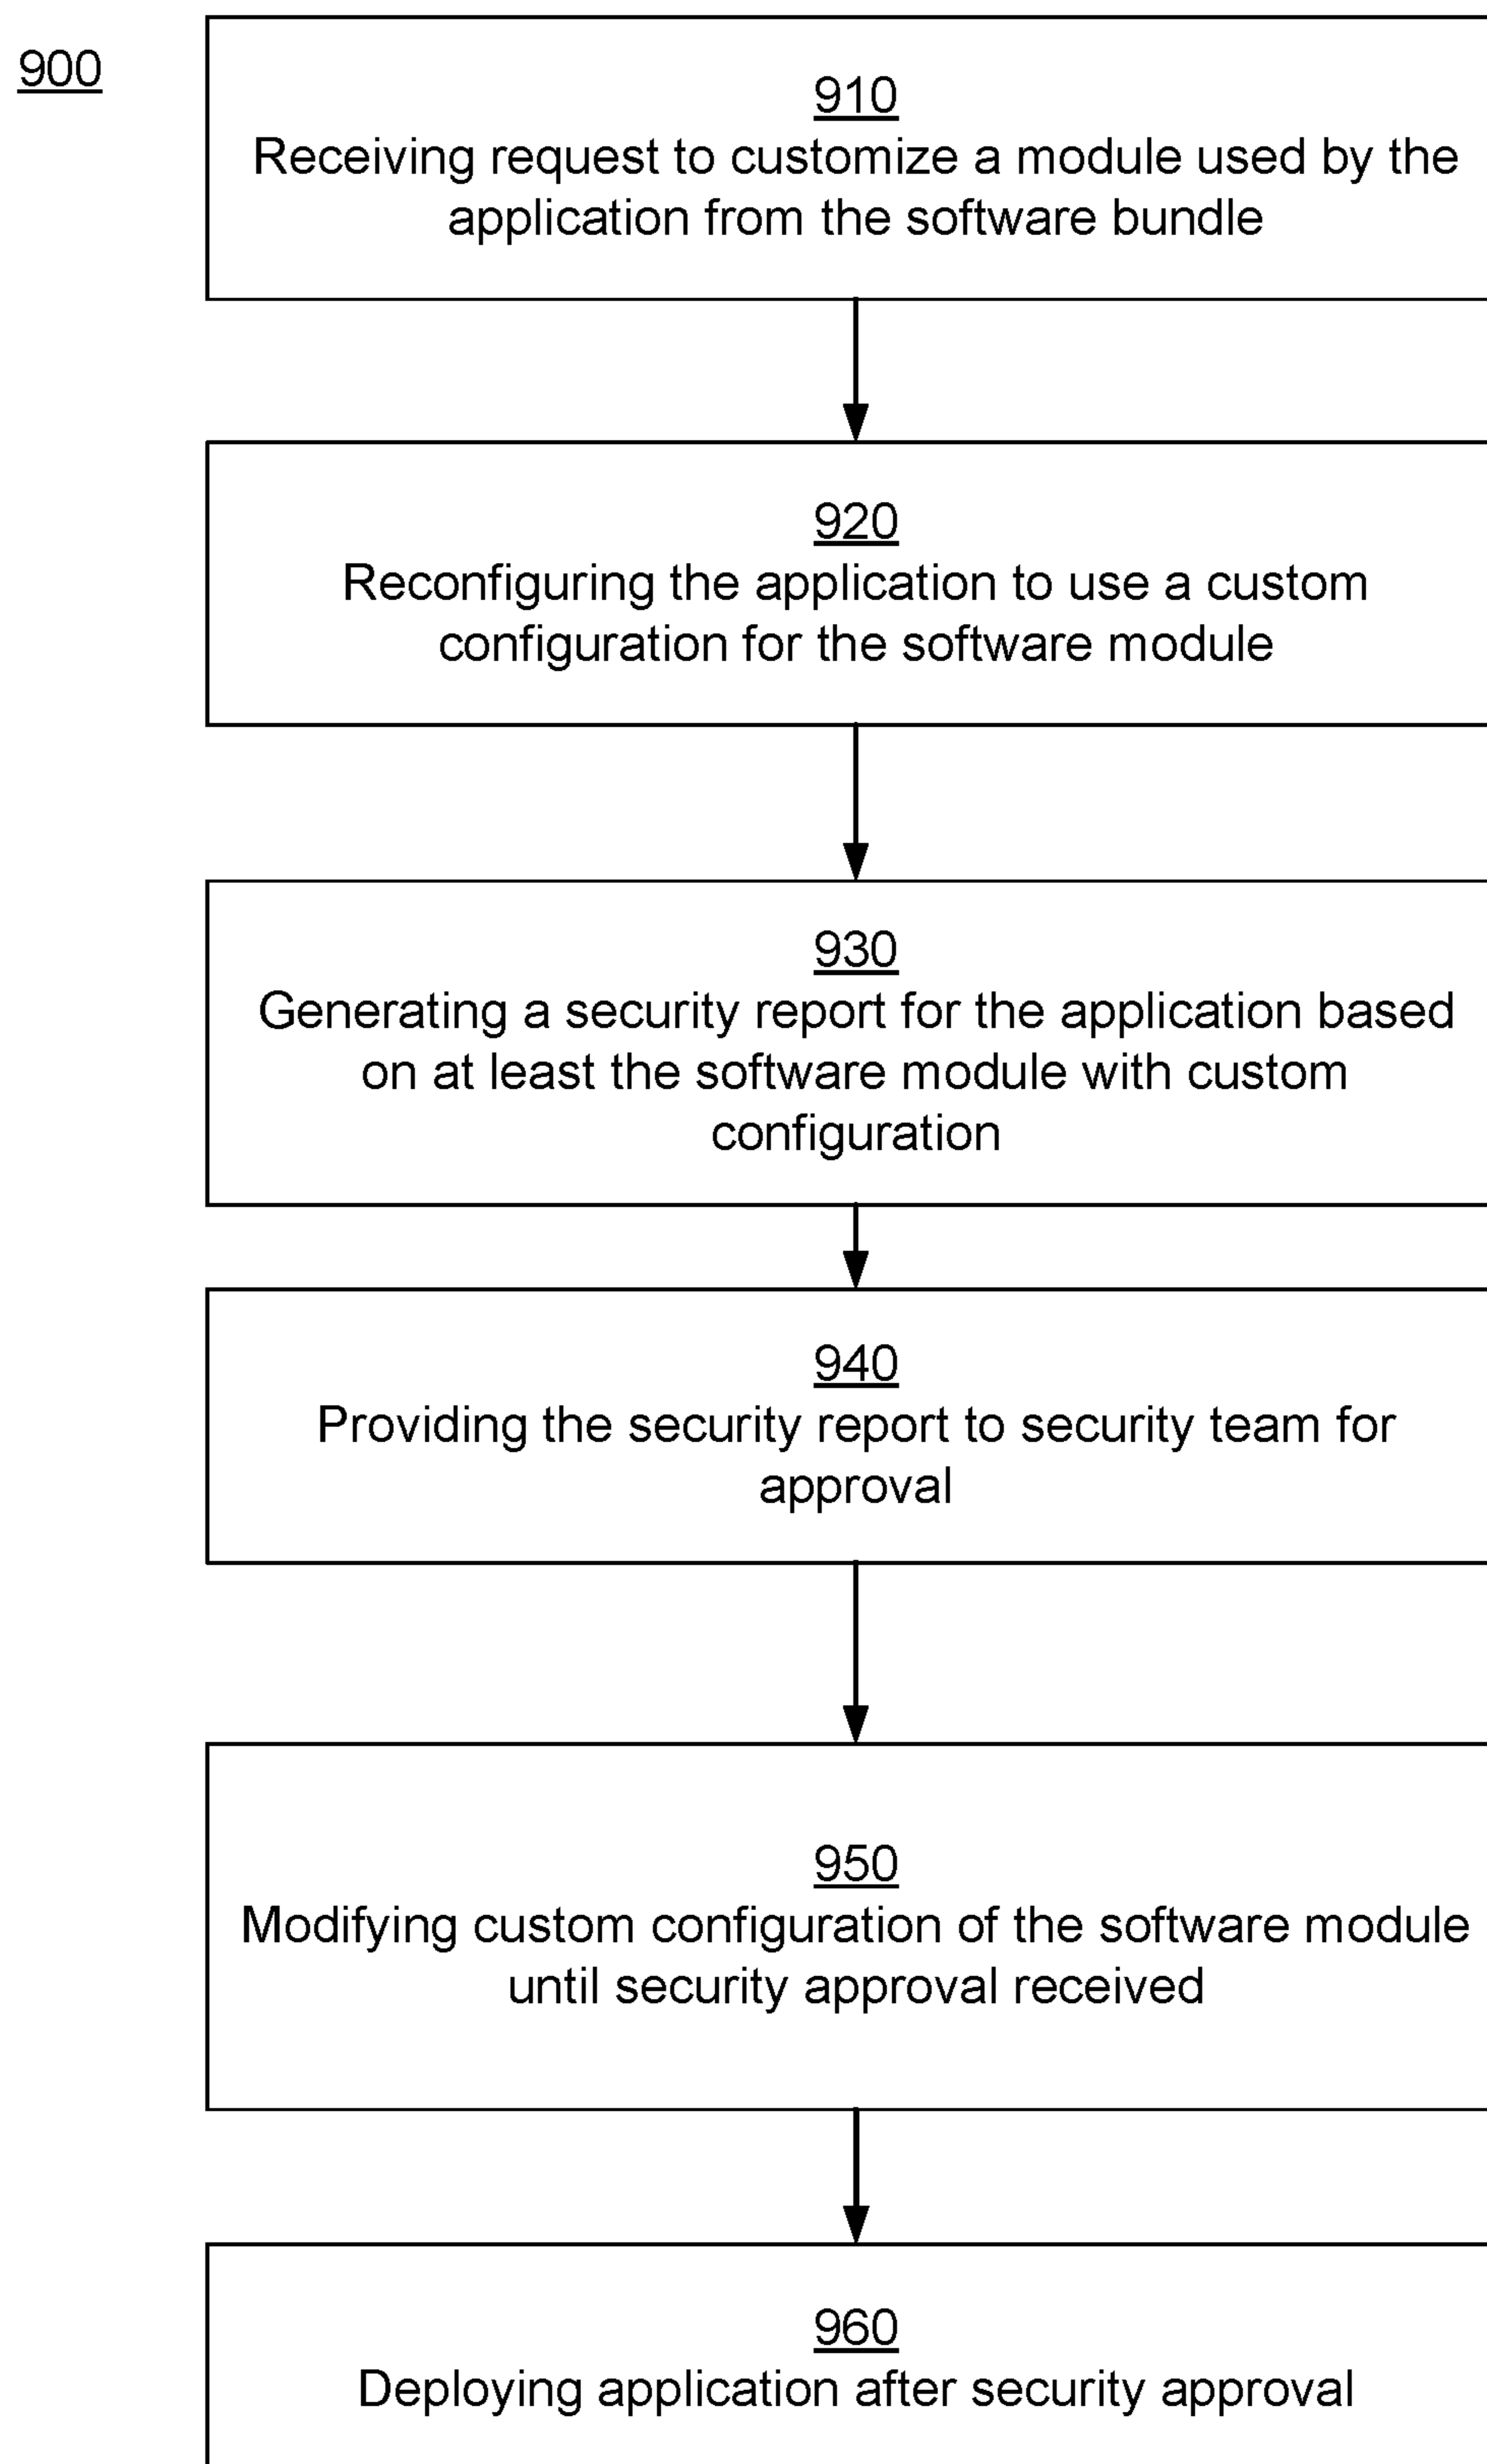 900
910
Receiving request to customize a module used by the
application from the software bundle
920
Reconfiguring the application to use a custom
configuration for the software module
930
Generating a security report for the application based
on at least the software module with custom
configuration
940
Providing the security report to security team for
approval
950
Modifying custom configuration of the software module
until security approval received
960
Deploying application after security approval